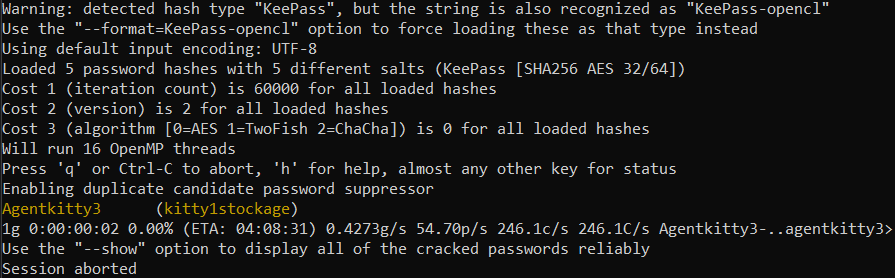 Warning: detected hash type "KeePass", but the string is also recognized as "KeePass-opencl"
Use the "--format=KeePass-opencl" option to force loading these as that type instead
Using default input encoding: UTF-8
Loaded 5 password hashes with 5 different salts (KeePass [SHA256 AES 32/64])
Cost 1 (iteration count) is 60000 for all loaded hashes
Cost 2 (version) is 2 for all loaded hashes
Cost 3 (algorithm [0=AES 1=TwoFish 2=ChaCha]) is 0 for all loaded hashes
Will run 16 OpenMP threads
Press 'q' or Ctrl-C to abort, 'h' for help, almost any other key for status
Enabling duplicate candidate password suppressor
Agentkitty3      (kitty1stockage)
1g 0:00:00:02 0.00% (ETA: 04:08:31) 0.4273g/s 54.70p/s 246.1c/s 246.1C/s Agentkitty3-..agentkitty3>
Use the "--show" option to display all of the cracked passwords reliably
Session aborted